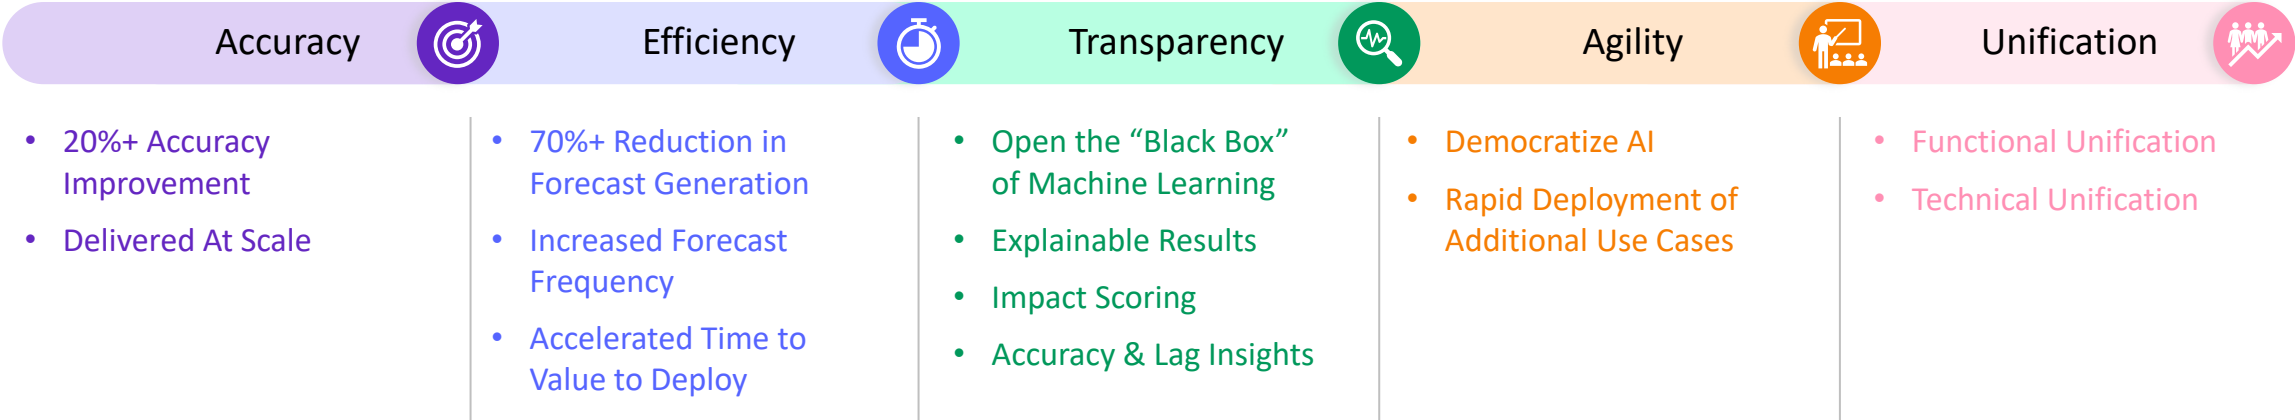 Accuracy
Efficiency
Transparency
Agility
Unification
• 20%+ Accuracy
Improvement
• Delivered At Scale
• 70%+ Reduction in
Forecast Generation
• Increased Forecast
Frequency
• Accelerated Time to
Value to Deploy
• Open the “Black Box”
of Machine Learning
• Explainable Results
• Impact Scoring
• Accuracy & Lag Insights
• Democratize AI
• Rapid Deployment of
Additional Use Cases
• Functional Unification
• Technical Unification